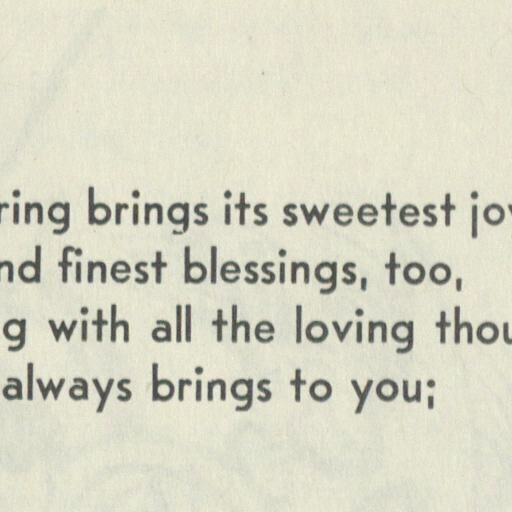 ring brings its sweetest jo
nd finest blessings, too,
g with all the loving thou
always brings to you;